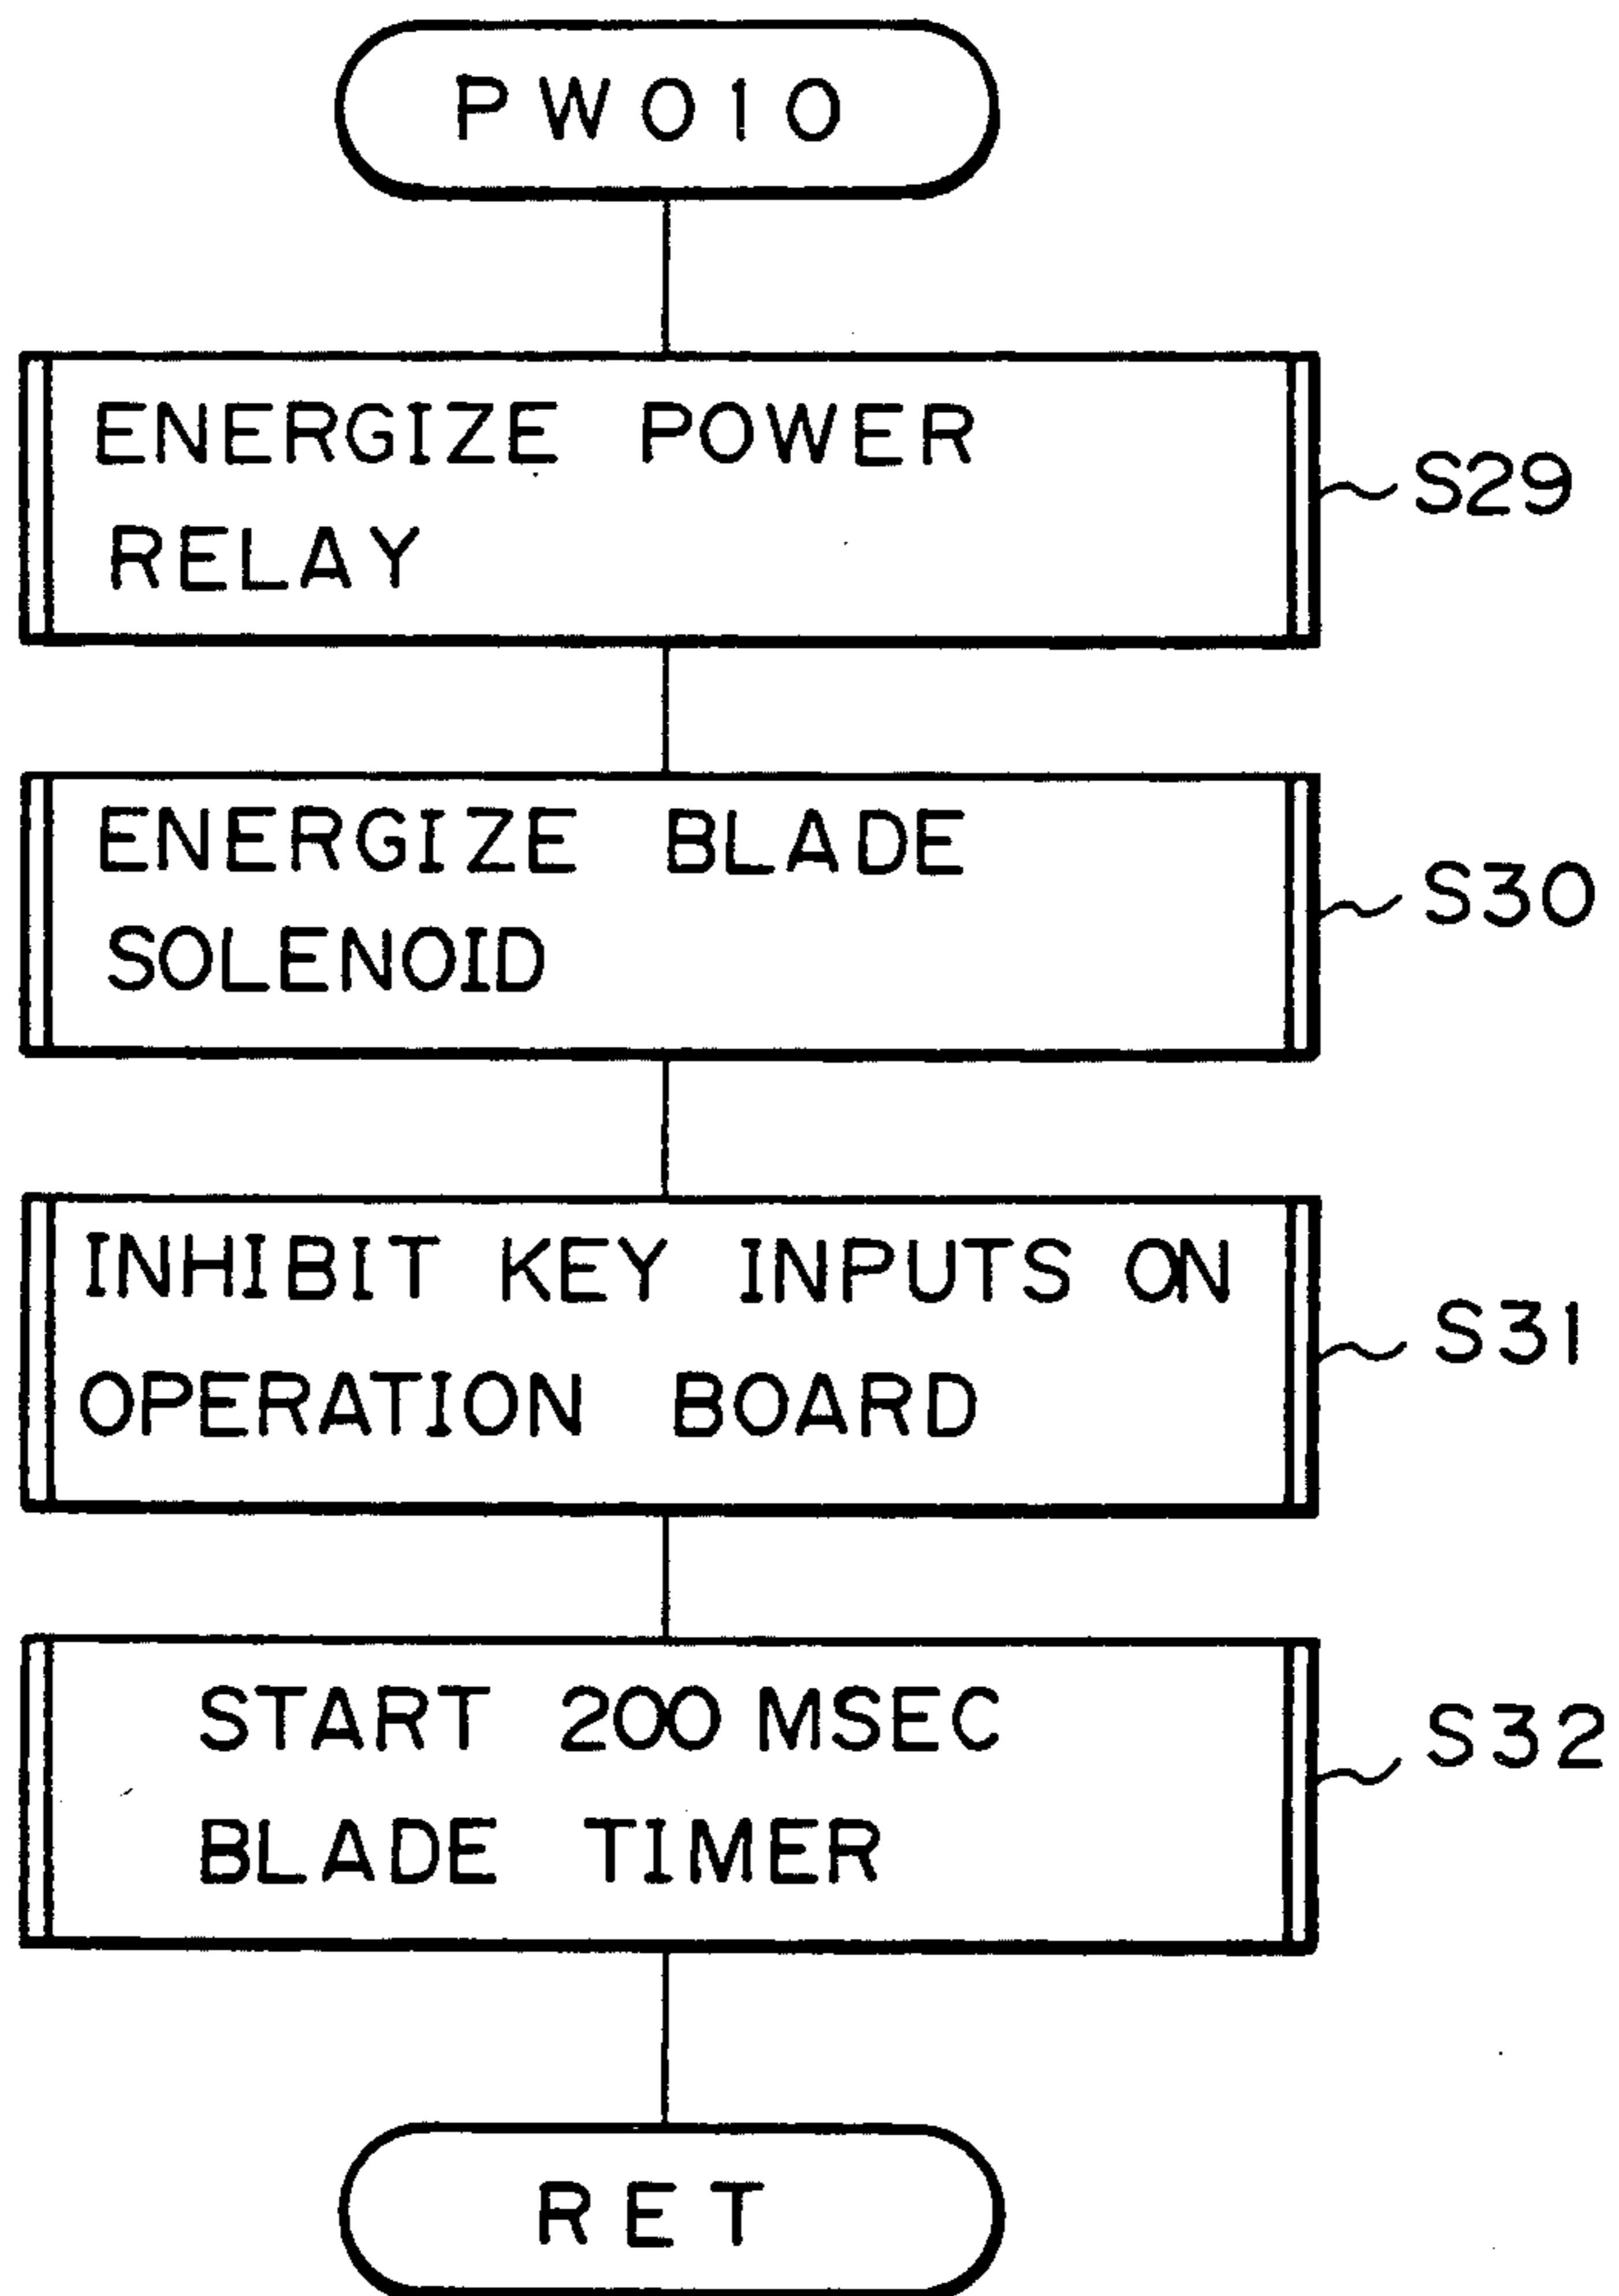 PW010
ENERGIZE POWER
RELAY
S29
ENERGIZE BLADE
SOLENOID
S30
INHIBIT KEY INPUTS ON
OPERATION BOARD
S31
START 200 MSEC
BLADE TIMER
S32
RET